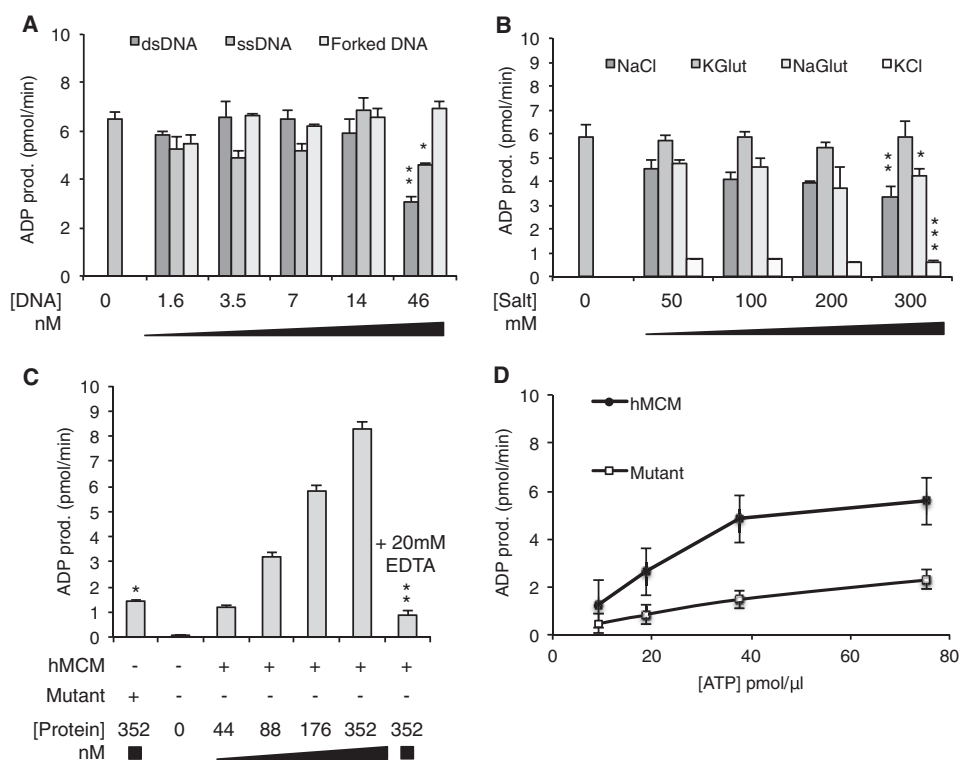 A
dsDNA ssDNA Forked DNA
ADP prod. (pmol/min)
10
8
6
4
2
0
* *
*
[DNA] 0 1.6 3.5 7 14 46
nM
B
NaCl KGlut NaGlut KCl
ADP prod. (pmol/min)
10
9
8
7
6
5
4
3
2
1
0
* *
*
* * *
[Salt] 0 50 100 200 300
mM
C
ADP prod. (pmol/min)
10
9
8
7
6
5
4
3
2
1
0
*
+ 20mM
EDTA
* *
hMCM - - + + + + +
Mutant + - - - - - -
[Protein] 352 0 44 88 176 352 352
nM
D
hMCM
Mutant
ADP prod. (pmol/min)
10
8
6
4
2
0
0 20 40 60 80
[ATP] pmol/µl